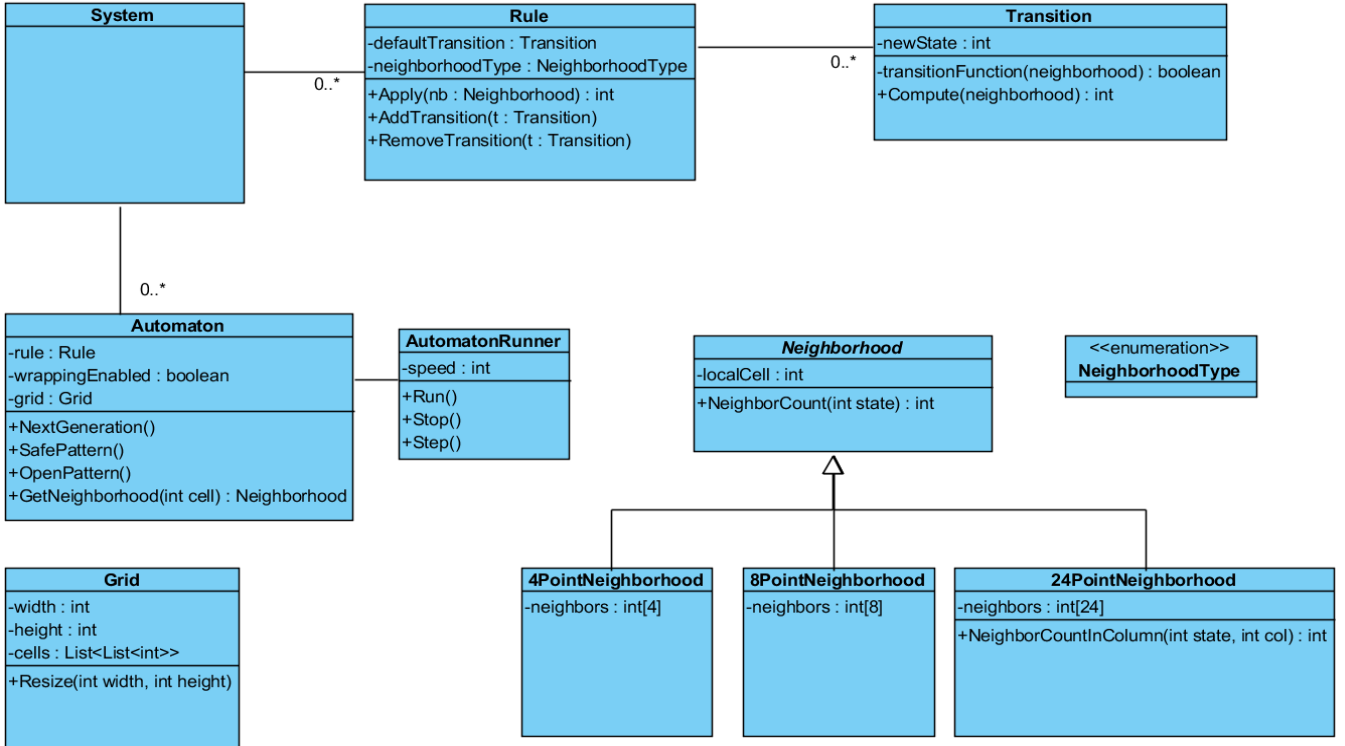 System
Rule
-defaultTransition : Transition
-neighborhoodType : NeighborhoodType
+Apply(nb : Neighborhood) : int
+AddTransition(t : Transition)
+RemoveTransition(t : Transition)
Transition
-newState : int
-transitionFunction(neighborhood) : boolean
+Compute(neighborhood) : int
0..*
0..*
0..*
Automaton
-rule : Rule
-wrappingEnabled : boolean
-grid : Grid
+NextGeneration()
+SafePattern()
+OpenPattern()
+GetNeighborhood(int cell) : Neighborhood
AutomatonRunner
-speed : int
+Run()
+Stop()
+Step()
Neighborhood
-localCell : int
+NeighborCount(int state) : int
<<enumeration>>
NeighborhoodType
Grid
-width : int
-height : int
-cells : List<List<int>>
+Resize(int width, int height)
4PointNeighborhood
-neighbors : int[4]
8PointNeighborhood
-neighbors : int[8]
24PointNeighborhood
-neighbors : int[24]
+NeighborCountInColumn(int state, int col) : int